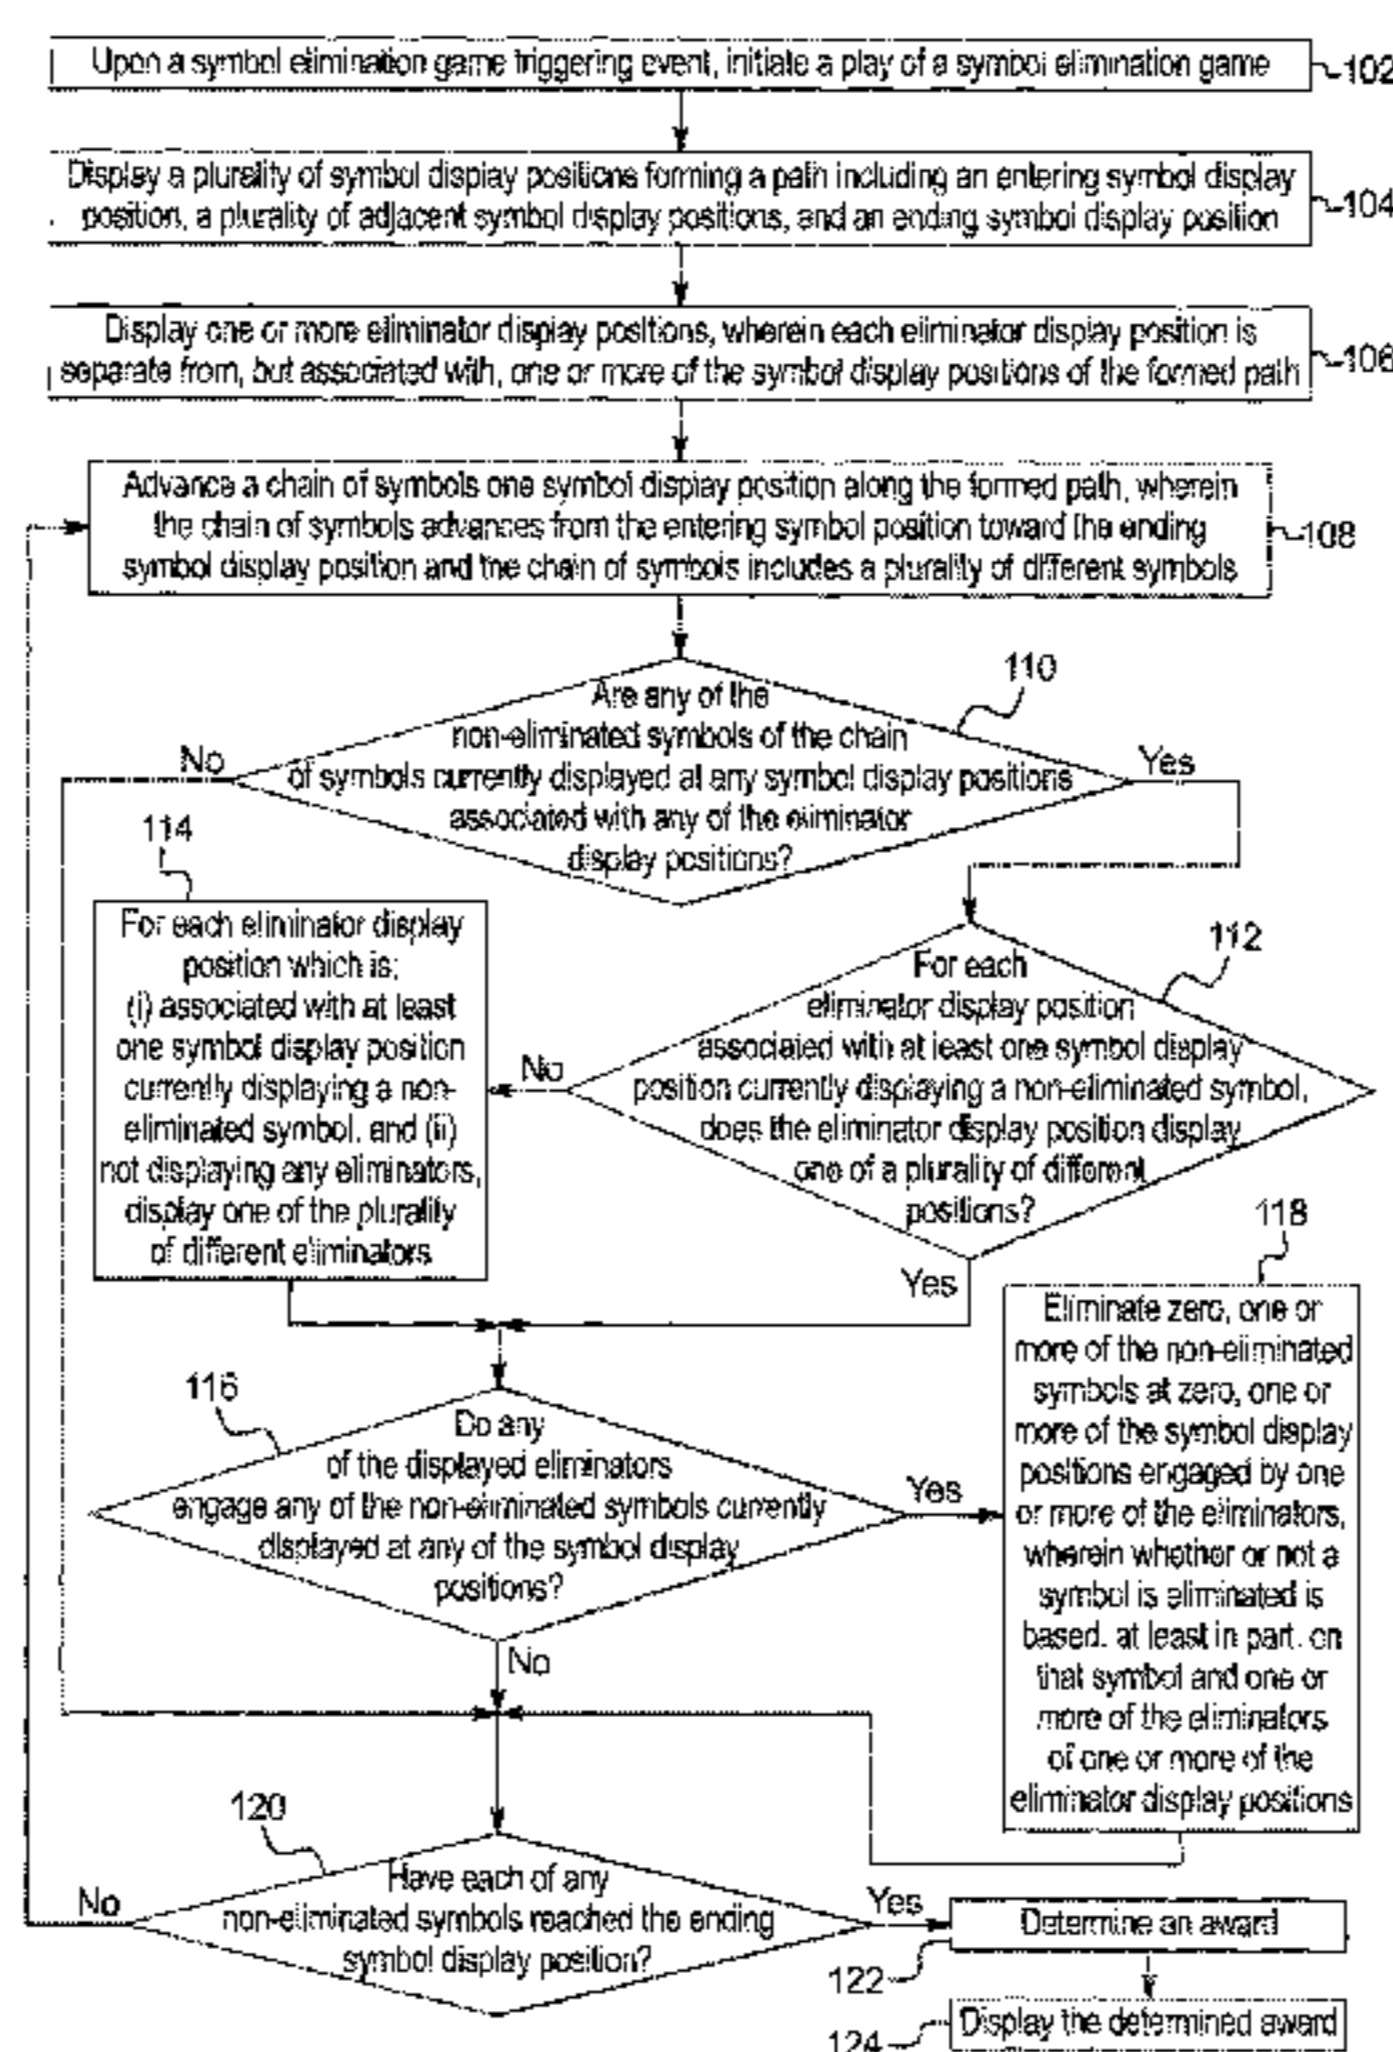 Upon a symbol elimination game triggering event, initiate a play of a symbol elimination game
102
Display a plurality of symbol display positions forming a path including an entering symbol display
position, a plurality of adjacent symbol display positions, and an ending symbol display position
104
Display one or more eliminator display positions, wherein each eliminator display position is
separate from, but associated with, one or more of the symbol display positions of the formed path
106
Advance a chain of symbols one symbol display position along the formed path, wherein
the chain of symbols advances from the entering symbol position toward the ending
symbol display position and the chain of symbols includes a plurality of different symbols
108
110
Are any of the
non-eliminated symbols of the chain
of symbols currently displayed at any symbol display positions
associated with any of the eliminator
display positions?
No
Yes
114
For each eliminator display
position which is:
(i) associated with at least
one symbol display position
currently displaying a non-
eliminated symbol, and (ii)
not displaying any eliminators,
display one of the plurality
of different eliminators
112
For each
eliminator display position
associated with at least one symbol display
position currently displaying a non-eliminated symbol,
does the eliminator display position display
one of a plurality of different
positions?
No
Yes
116
Do any
of the displayed eliminators
engage any of the non-eliminated symbols currently
displayed at any of the symbol display
positions?
Yes
No
118
Eliminate zero, one or
more of the non-eliminated
symbols at zero, one or
more of the symbol display
positions engaged by one
or more of the eliminators,
wherein whether or not a
symbol is eliminated is
based, at least in part, on
that symbol and one or
more of the eliminators
of one or more of the
eliminator display positions
120
Have each of any
non-eliminated symbols reached the ending
symbol display position?
No
Yes
Determine an award
122
Display the determined award
124